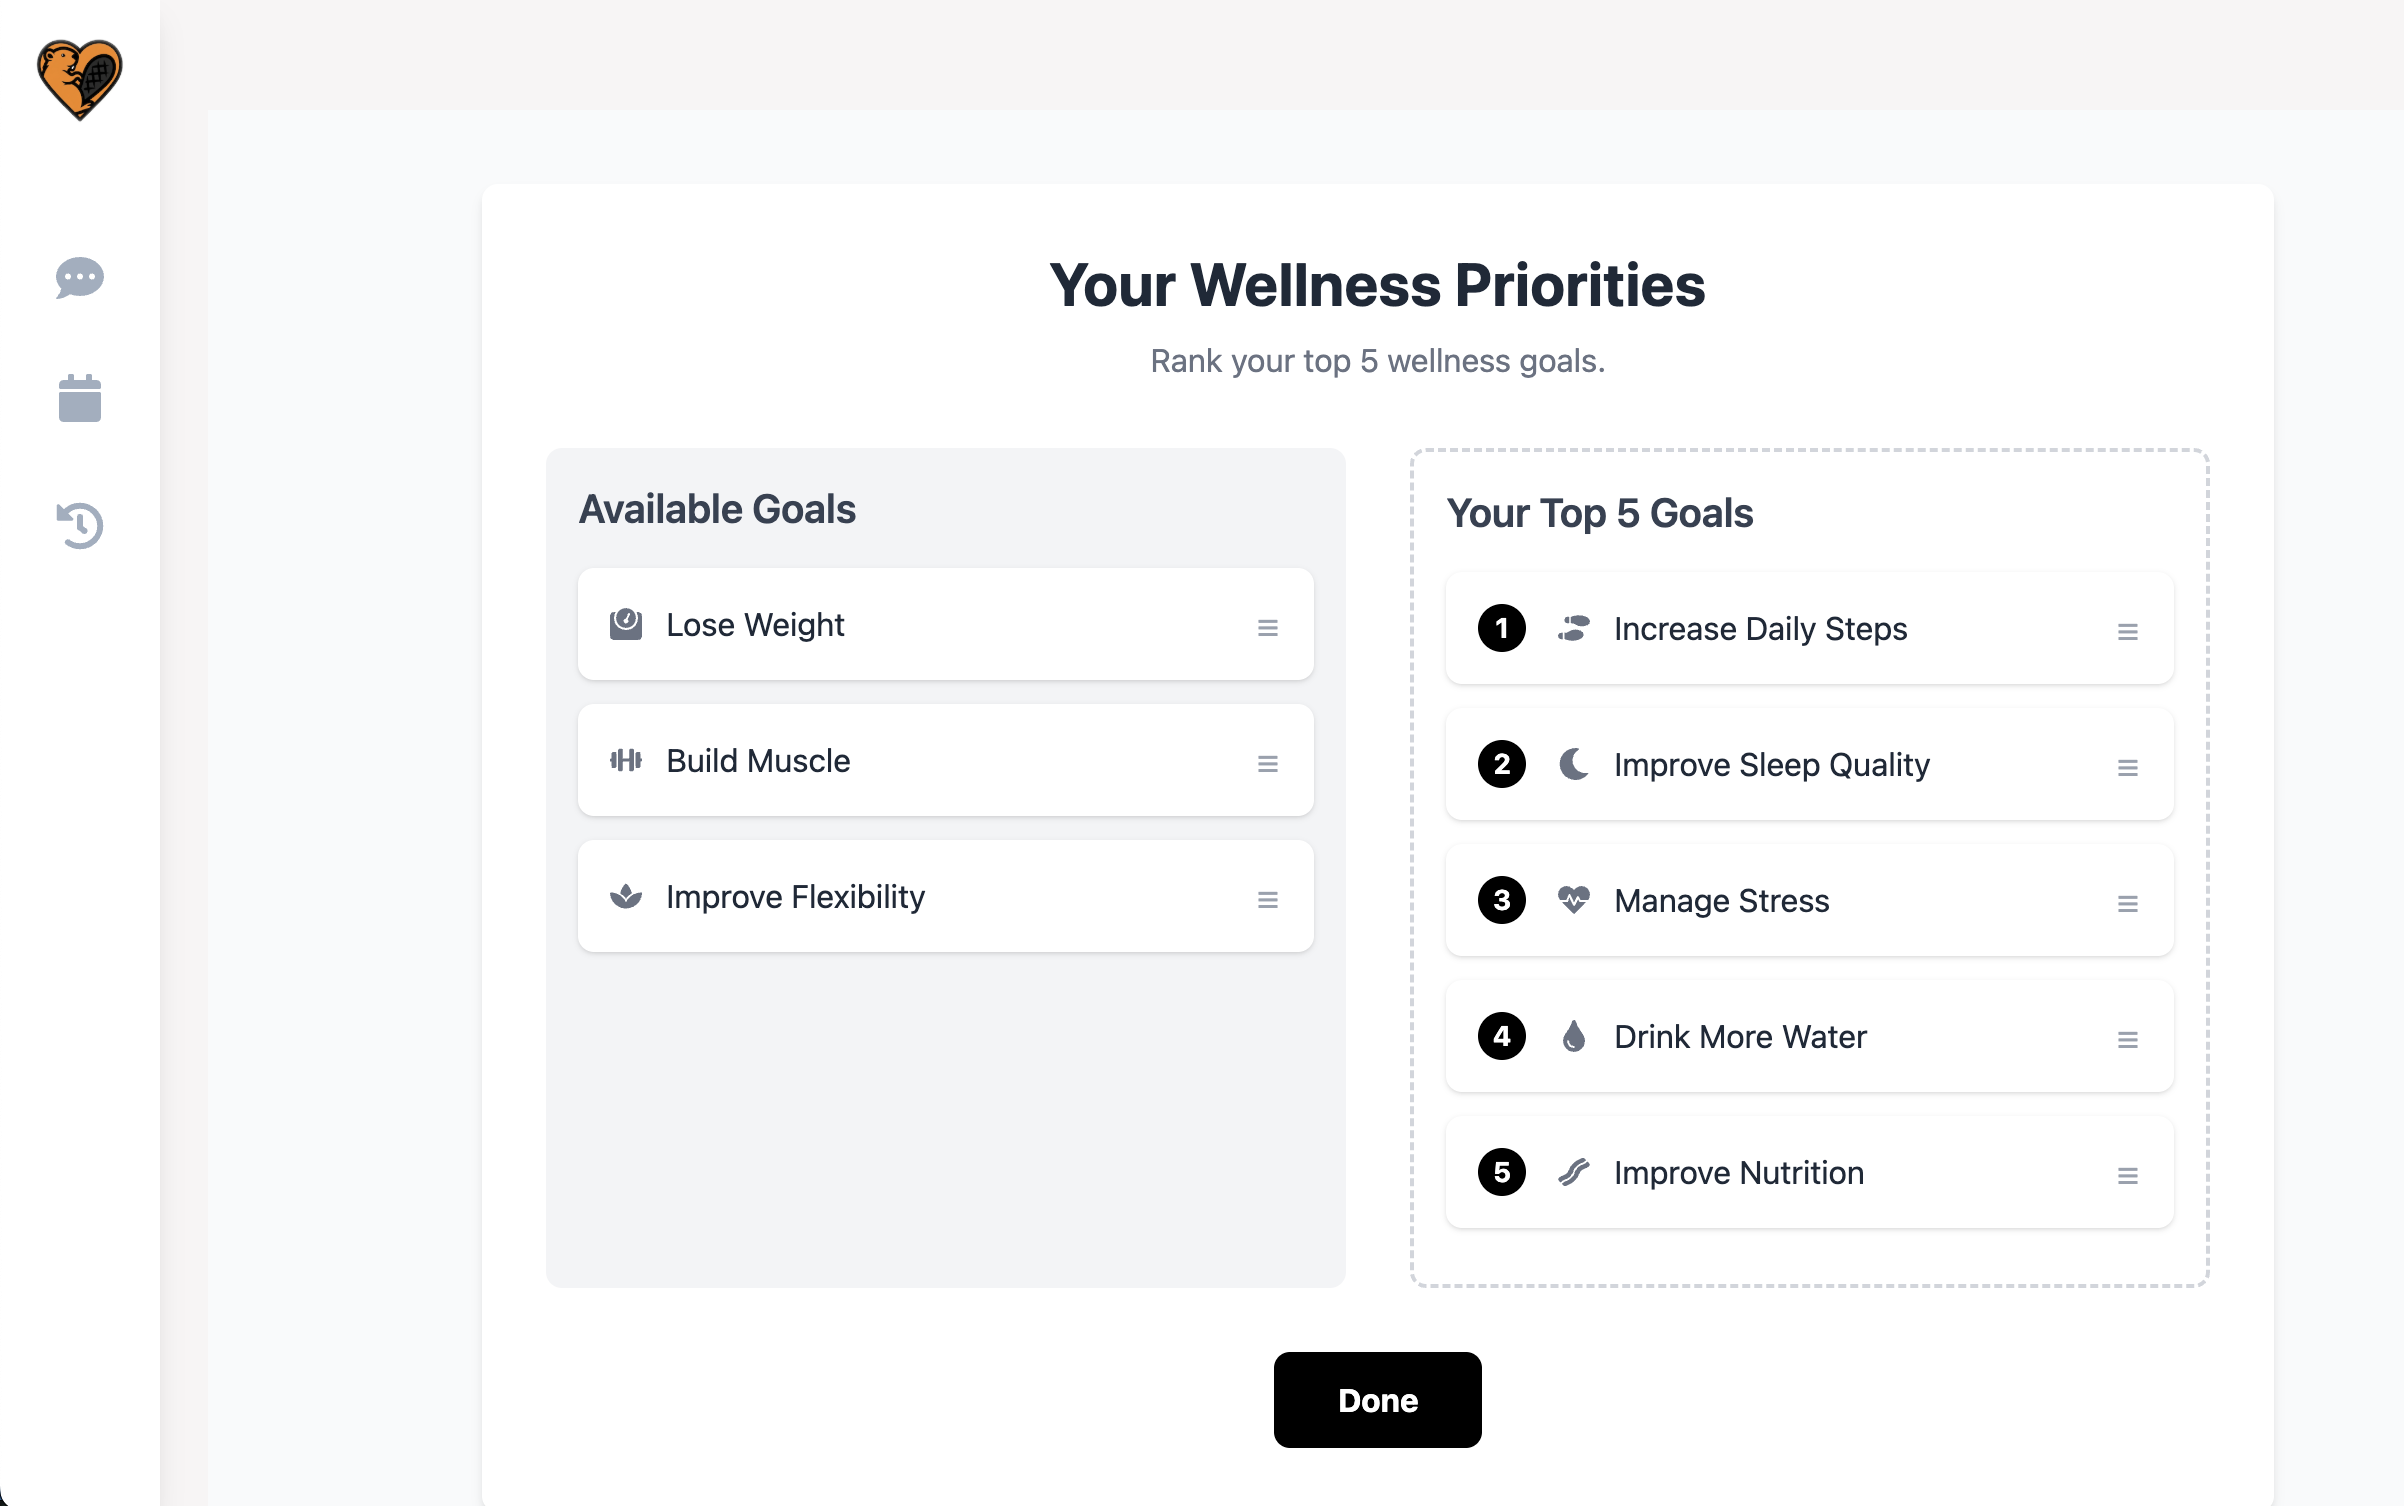 Your Wellness Priorities
Rank your top 5 wellness goals.
Available Goals
Lose Weight
Build Muscle
Improve Flexibility
Your Top 5 Goals
1 Increase Daily Steps
2 Improve Sleep Quality
3 Manage Stress
4 Drink More Water
5 Improve Nutrition
Done